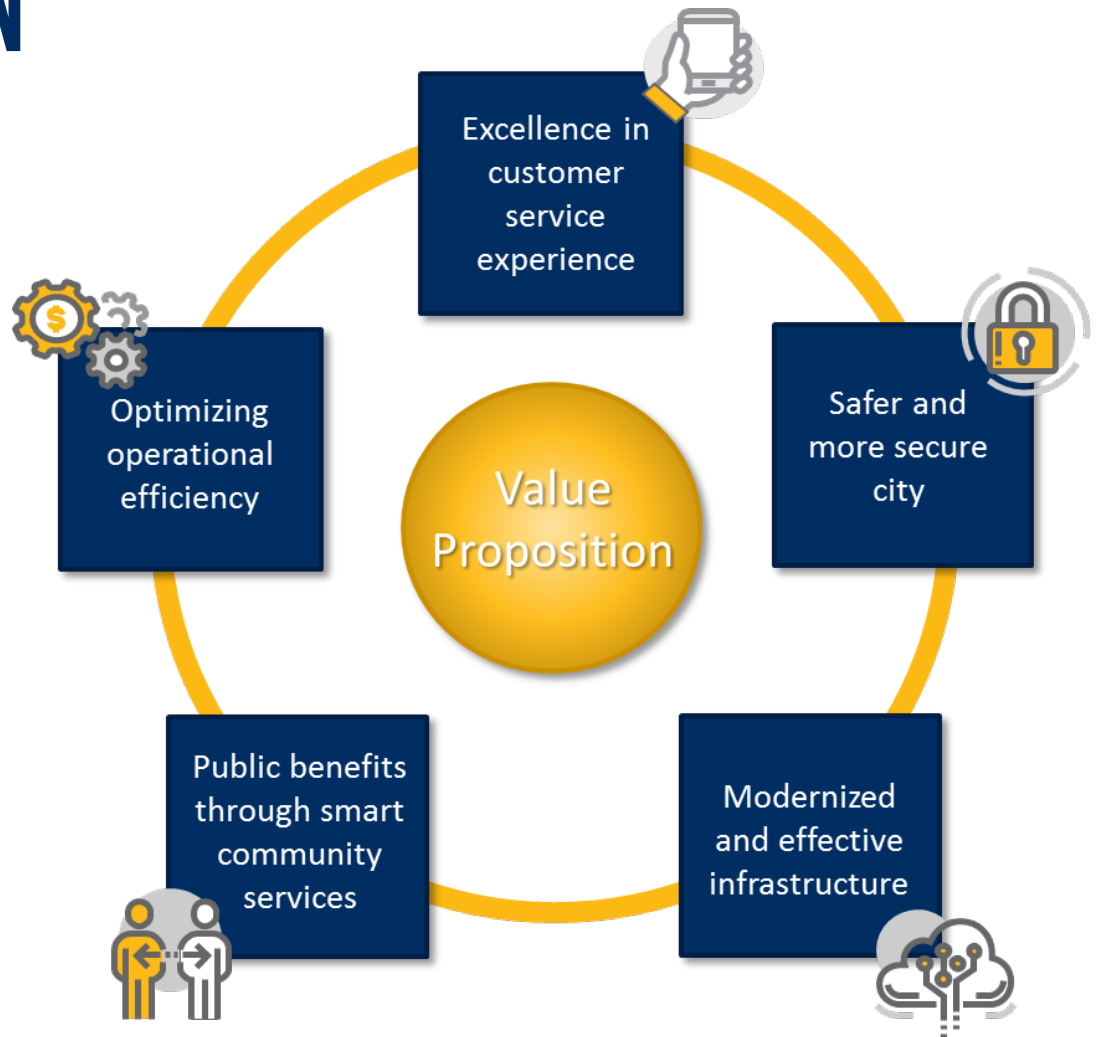 N
Excellence in
customer
service
experience
Safer and
more secure
city
Modernized
and effective
infrastructure
Public benefits
through smart
community
services
Optimizing
operational
efficiency
$
Value
Proposition